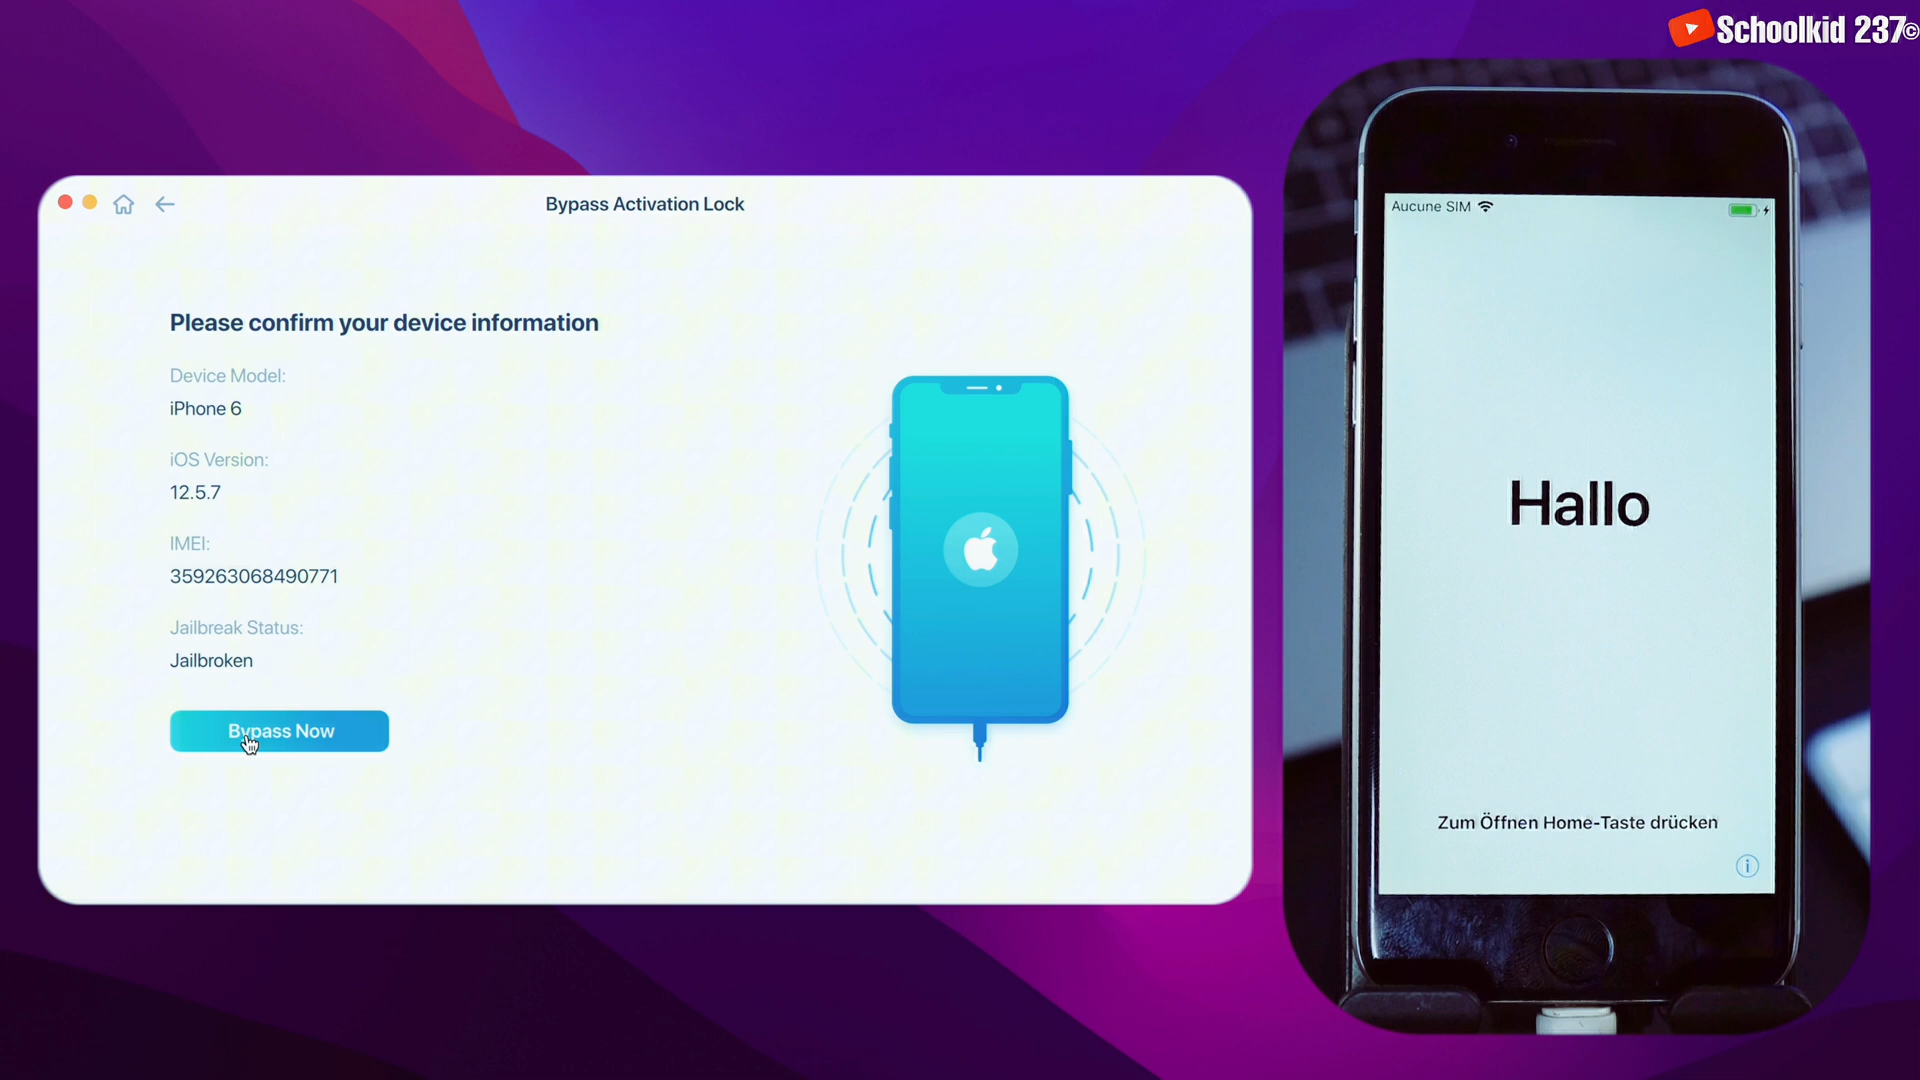 Schoolkid 237©
Bypass Activation Lock
Please confirm your device information
Device Model:
iPhone 6
iOS Version:
12.5.7
IMEI:
359263068490771
Jailbreak Status:
Jailbroken
Bypass Now
Aucune SIM
Hallo
Zum Öffnen Home-Taste drücken
i